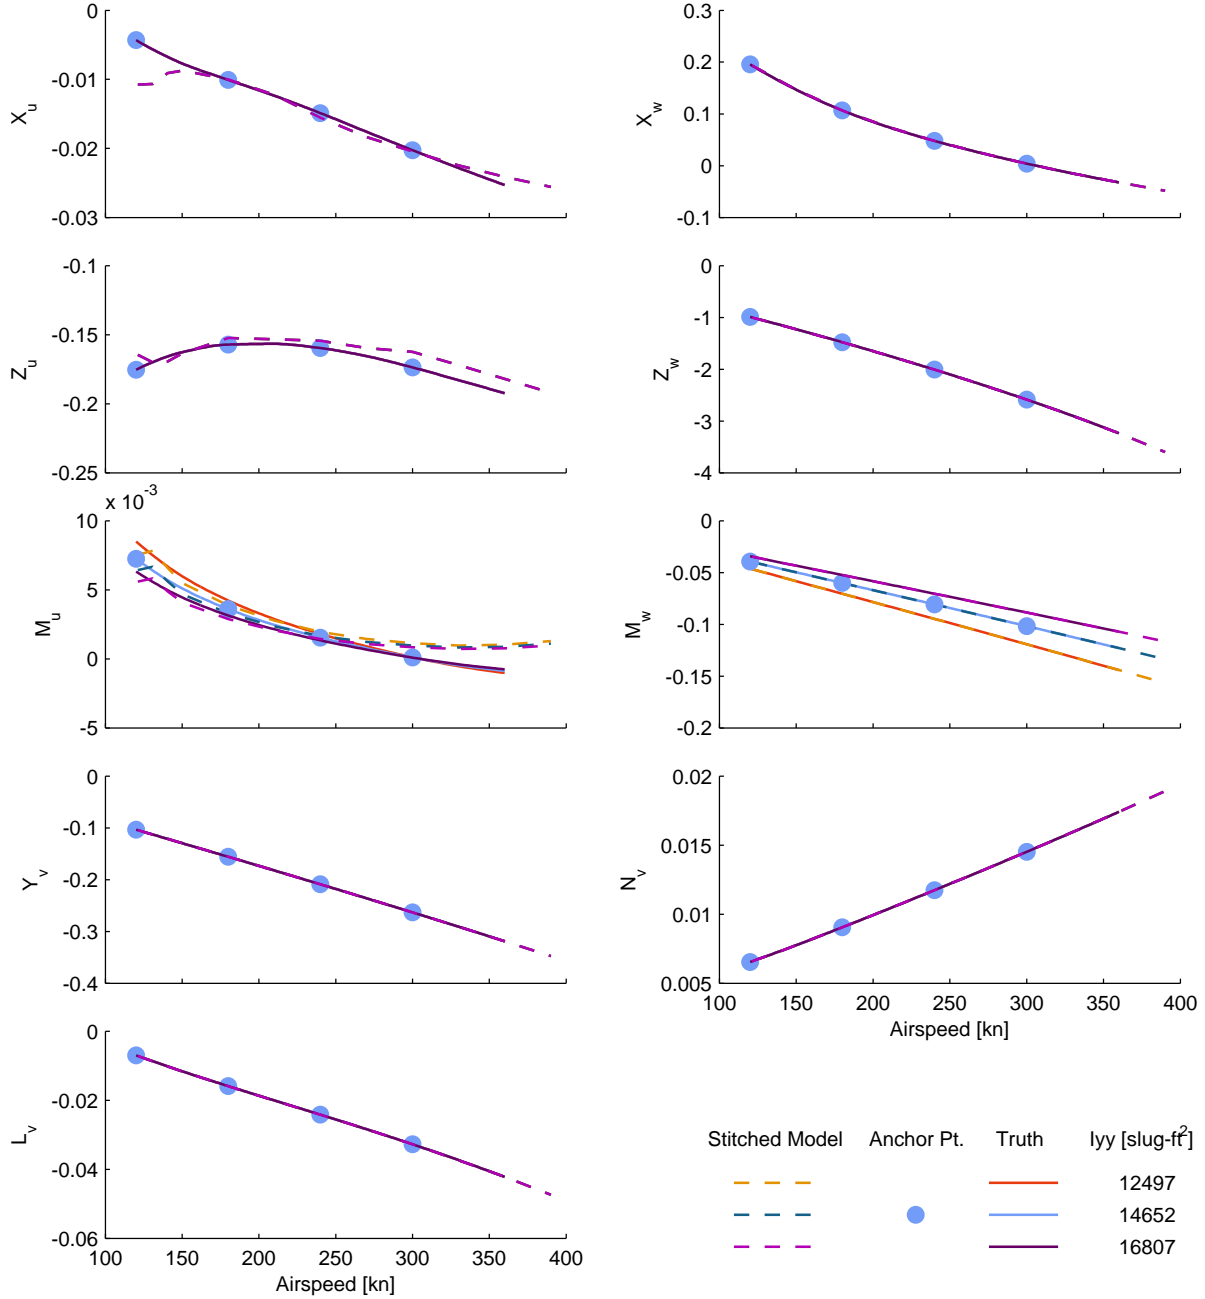 0
-0.01
-0.02
-0.03
X_u
0.3
0.2
0.1
0
-0.1
X_w
-0.1
-0.15
-0.2
-0.25
Z_u
0
-1
-2
-3
-4
Z_w
x 10^-3
10
5
0
-5
M_u
0
-0.05
-0.1
-0.15
-0.2
M_w
0
-0.1
-0.2
-0.3
-0.4
Y_v
0.02
0.015
0.01
0.005
N_v
100 150 200 250 300 350 400
Airspeed [kn]
0
-0.02
-0.04
-0.06
L_v
100 150 200 250 300 350 400
Airspeed [kn]
Stitched Model Anchor Pt. Truth Iyy [slug-ft^2]
12497
14652
16807